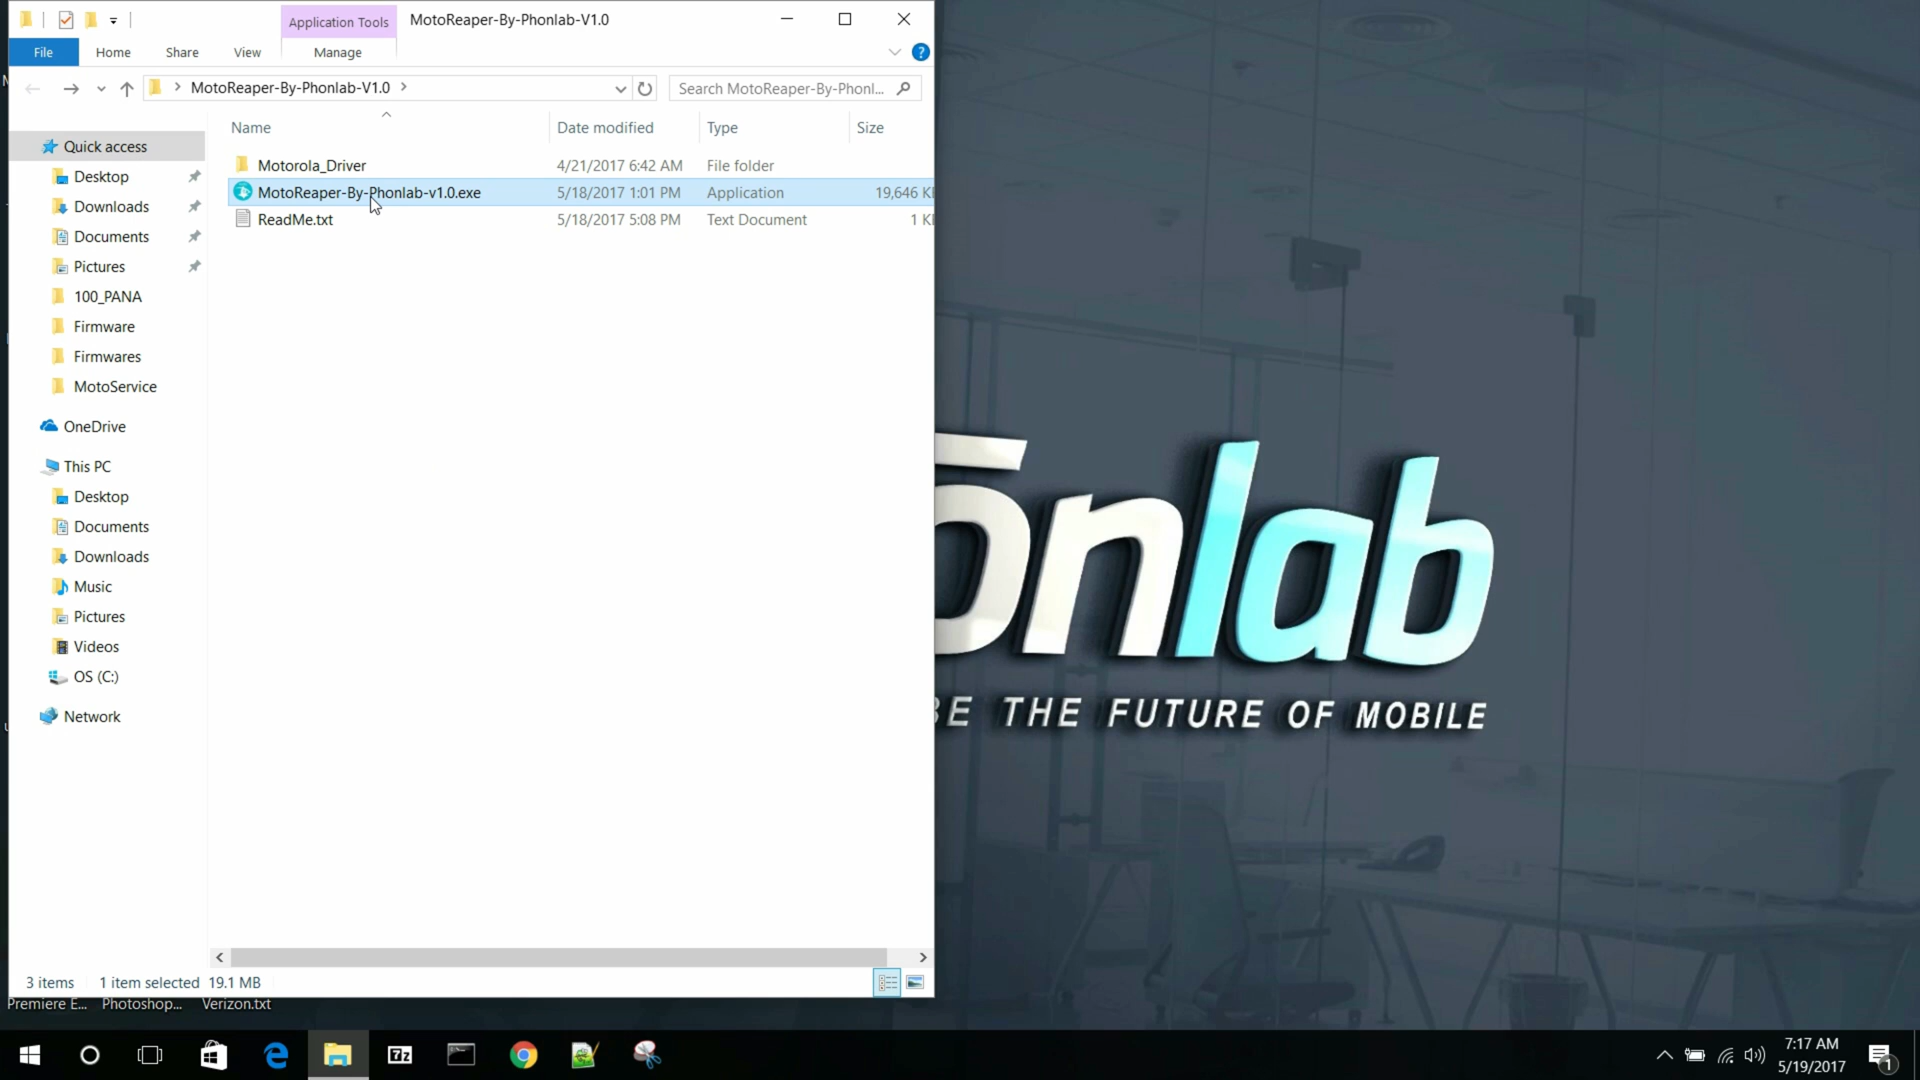 Application Tools
MotoReaper-By-Phonlab-V1.0
File
Home
Share
View
Manage
MotoReaper-By-Phonlab-V1.0
Search MotoReaper-By-Phonl...
Name
Date modified
Type
Size
Motorola_Driver
4/21/2017 6:42 AM
File folder
MotoReaper-By-Phonlab-v1.0.exe
5/18/2017 1:01 PM
Application
19,646 K
ReadMe.txt
5/18/2017 5:08 PM
Text Document
1 K
Quick access
Desktop
Downloads
Documents
Pictures
100_PANA
Firmware
Firmwares
MotoService
OneDrive
This PC
Desktop
Documents
Downloads
Music
Pictures
Videos
OS (C:)
Network
3 items
1 item selected
19.1 MB
ōnlab
BE THE FUTURE OF MOBILE
Premiere E...
Photoshop...
Verizon.txt
7z
7:17 AM
5/19/2017
1